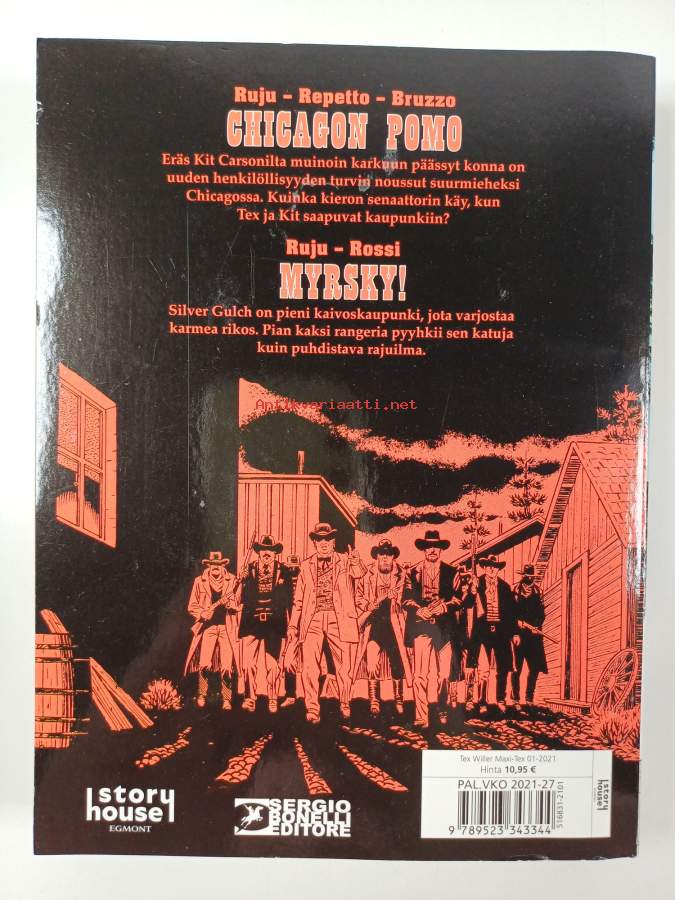 Ruju – Repetto – Bruzzo
CHICAGON POMO
Eräs Kit Carsonilta muinoin karkuun päässyt konna on
uuden henkilöllisyyden turvin noussut suurmieheksi
Chicagossa. Kuinka kieron senaattorin käy, kun
Tex ja Kit saapuvat kaupunkiin?
Ruju – Rossi
MYRSKY!
Silver Gulch on pieni kaivoskaupunki, jota varjostaa
karmea rikos. Pian kaksi rangeria pyyhkii sen katuja
kuin puhdistava rajuilma.
Antikvariaatti.net
story
house
EGMONT
SERGIO
BONELLI
EDITORE
Tex Willer Maxi-Tex 01-2021
Hinta 10,95 €
PAL.VKO 2021-27
516831-2101
9 789523 343344
story
house